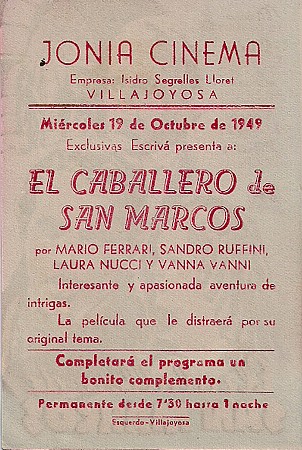 JONIA CINEMA
Empresa: Isidro Segrelles Lloret
VILLAJOYOSA
Miércoles 19 de Octubre de 1949
Exclusivas Escrivá presenta a:
EL CABALLERO de
SAN MARCOS
por MARIO FERRARI, SANDRO RUFFINI,
LAURA NUCCI Y VANNA VANNI
Interesante y apasionada aventura de
intrigas.
La película que le distraerá por su
original tema.
Completará el programa un
bonito complemento.
Permanente desde 7'30 hasta 1 noche
Esquerdo-Villajoyosa